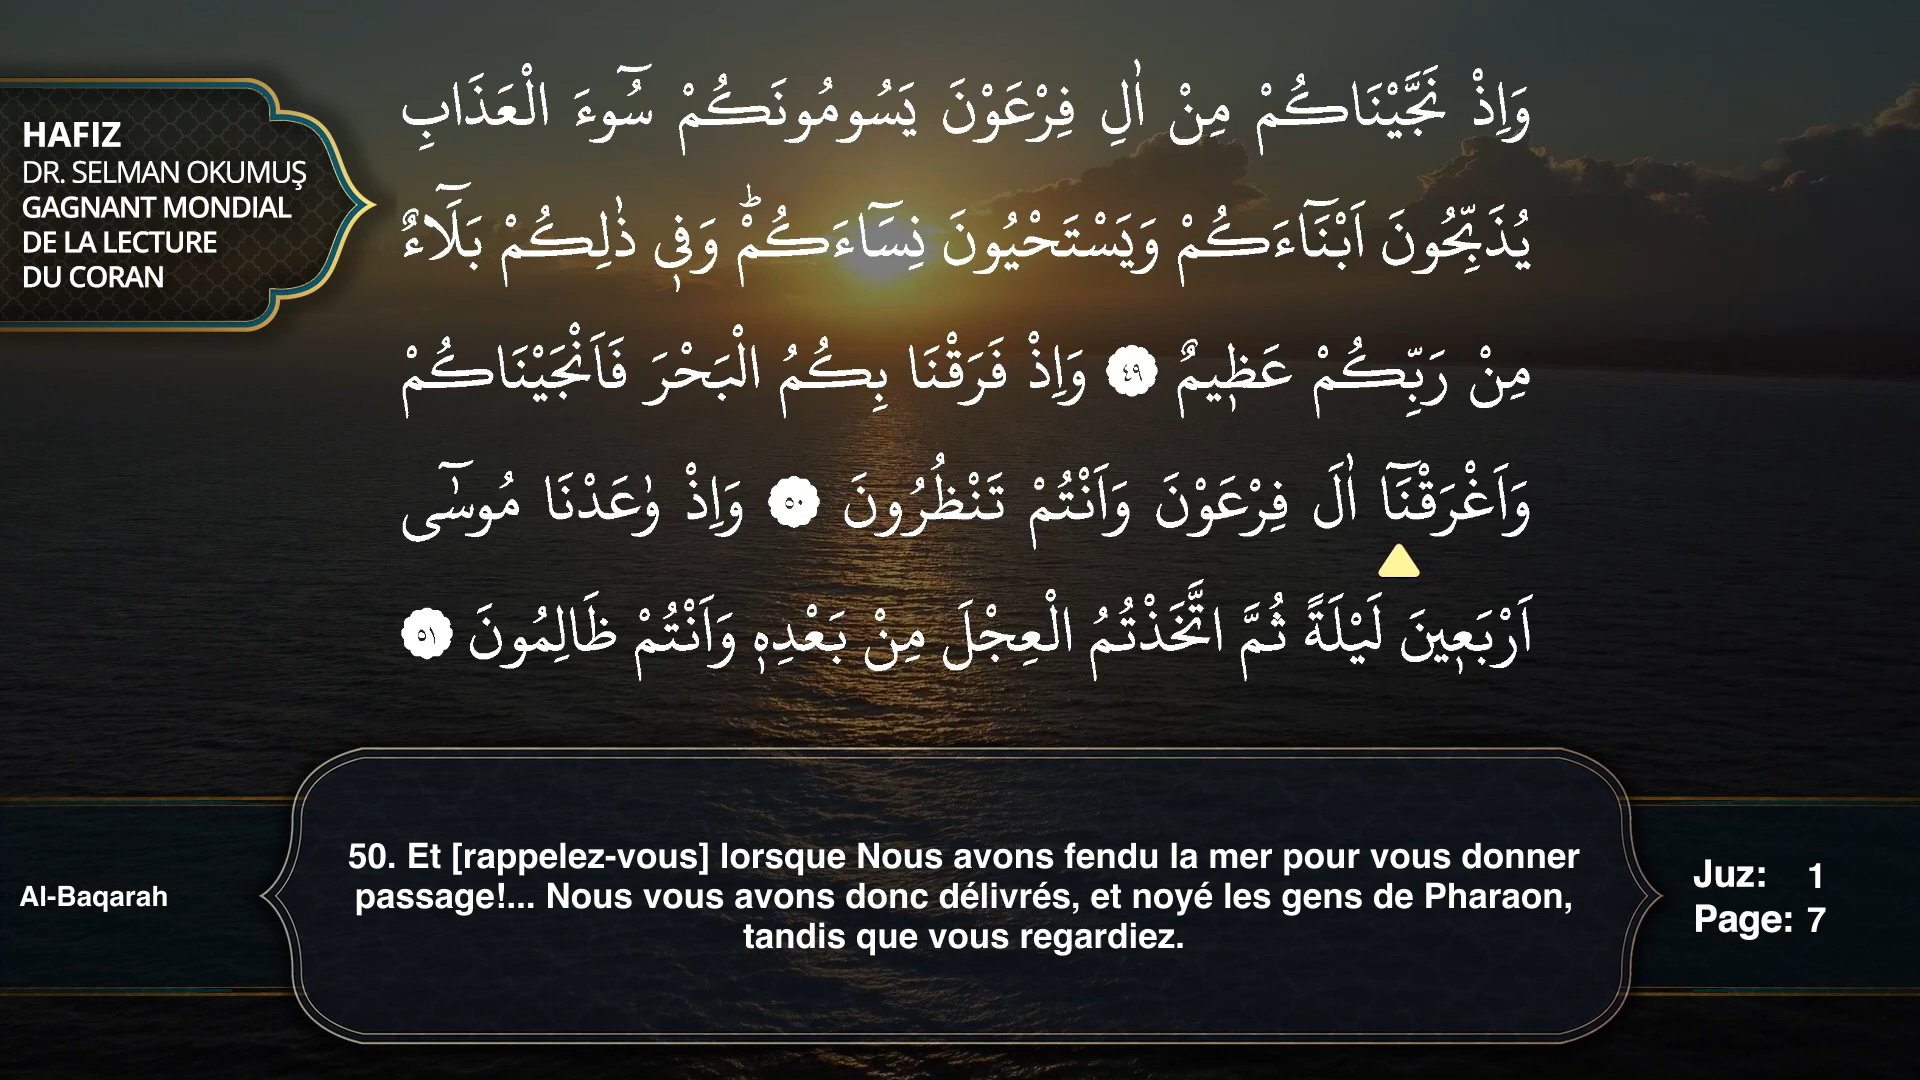 HAFIZ
DR. SELMAN OKUMUŞ
GAGNANT MONDIAL
DE LA LECTURE
DU CORAN
وَاِذْ نَجَّيْنَاكُمْ مِنْ اٰلِ فِرْعَوْنَ يَسُومُونَكُمْ سُٓوءَ الْعَذَابِ
يُذَبِّحُونَ اَبْنَٓاءَكُمْ وَيَسْتَحْيُونَ نِسَٓاءَكُمْۜ وَفٖي ذٰلِكُمْ بَلَٓاءٌ
مِنْ رَبِّكُمْ عَظٖيمٌ ﴿٤٩﴾ وَاِذْ فَرَقْنَا بِكُمُ الْبَحْرَ فَاَنْجَيْنَاكُمْ
وَاَغْرَقْنَٓا اٰلَ فِرْعَوْنَ وَاَنْتُمْ تَنْظُرُونَ ﴿٥٠﴾ وَاِذْ وٰعَدْنَا مُوسٰٓى
اَرْبَعٖينَ لَيْلَةً ثُمَّ اتَّخَذْتُمُ الْعِجْلَ مِنْ بَعْدِهٖ وَاَنْتُمْ ظَالِمُونَ ﴿٥١﴾
50. Et [rappelez-vous] lorsque Nous avons fendu la mer pour vous donner
passage!... Nous vous avons donc délivrés, et noyé les gens de Pharaon,
tandis que vous regardiez.
Al-Baqarah
Juz: 1
Page: 7